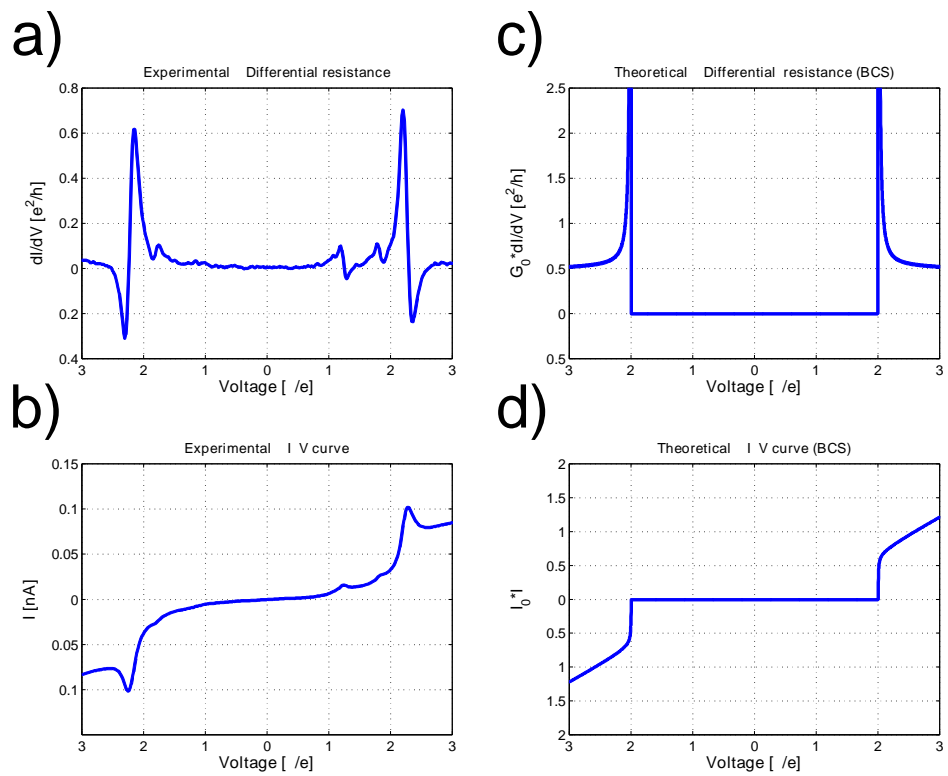 a)
Experimental Differential resistance
0.8
0.6
0.4
0.2
0
0.2
0.4
dI/dV [e²/h]
3 2 1 0 1 2 3
Voltage [ /e]
c)
Theoretical Differential resistance (BCS)
2.5
2
1.5
1
0.5
0
0.5
G₀*dI/dV [e²/h]
3 2 1 0 1 2 3
Voltage [ /e]
b)
Experimental I V curve
0.15
0.1
0.05
0
0.05
0.1
I [nA]
3 2 1 0 1 2 3
Voltage [ /e]
d)
Theoretical I V curve (BCS)
2
1.5
1
0.5
0
0.5
1
1.5
2
I₀*I
3 2 1 0 1 2 3
Voltage [ /e]